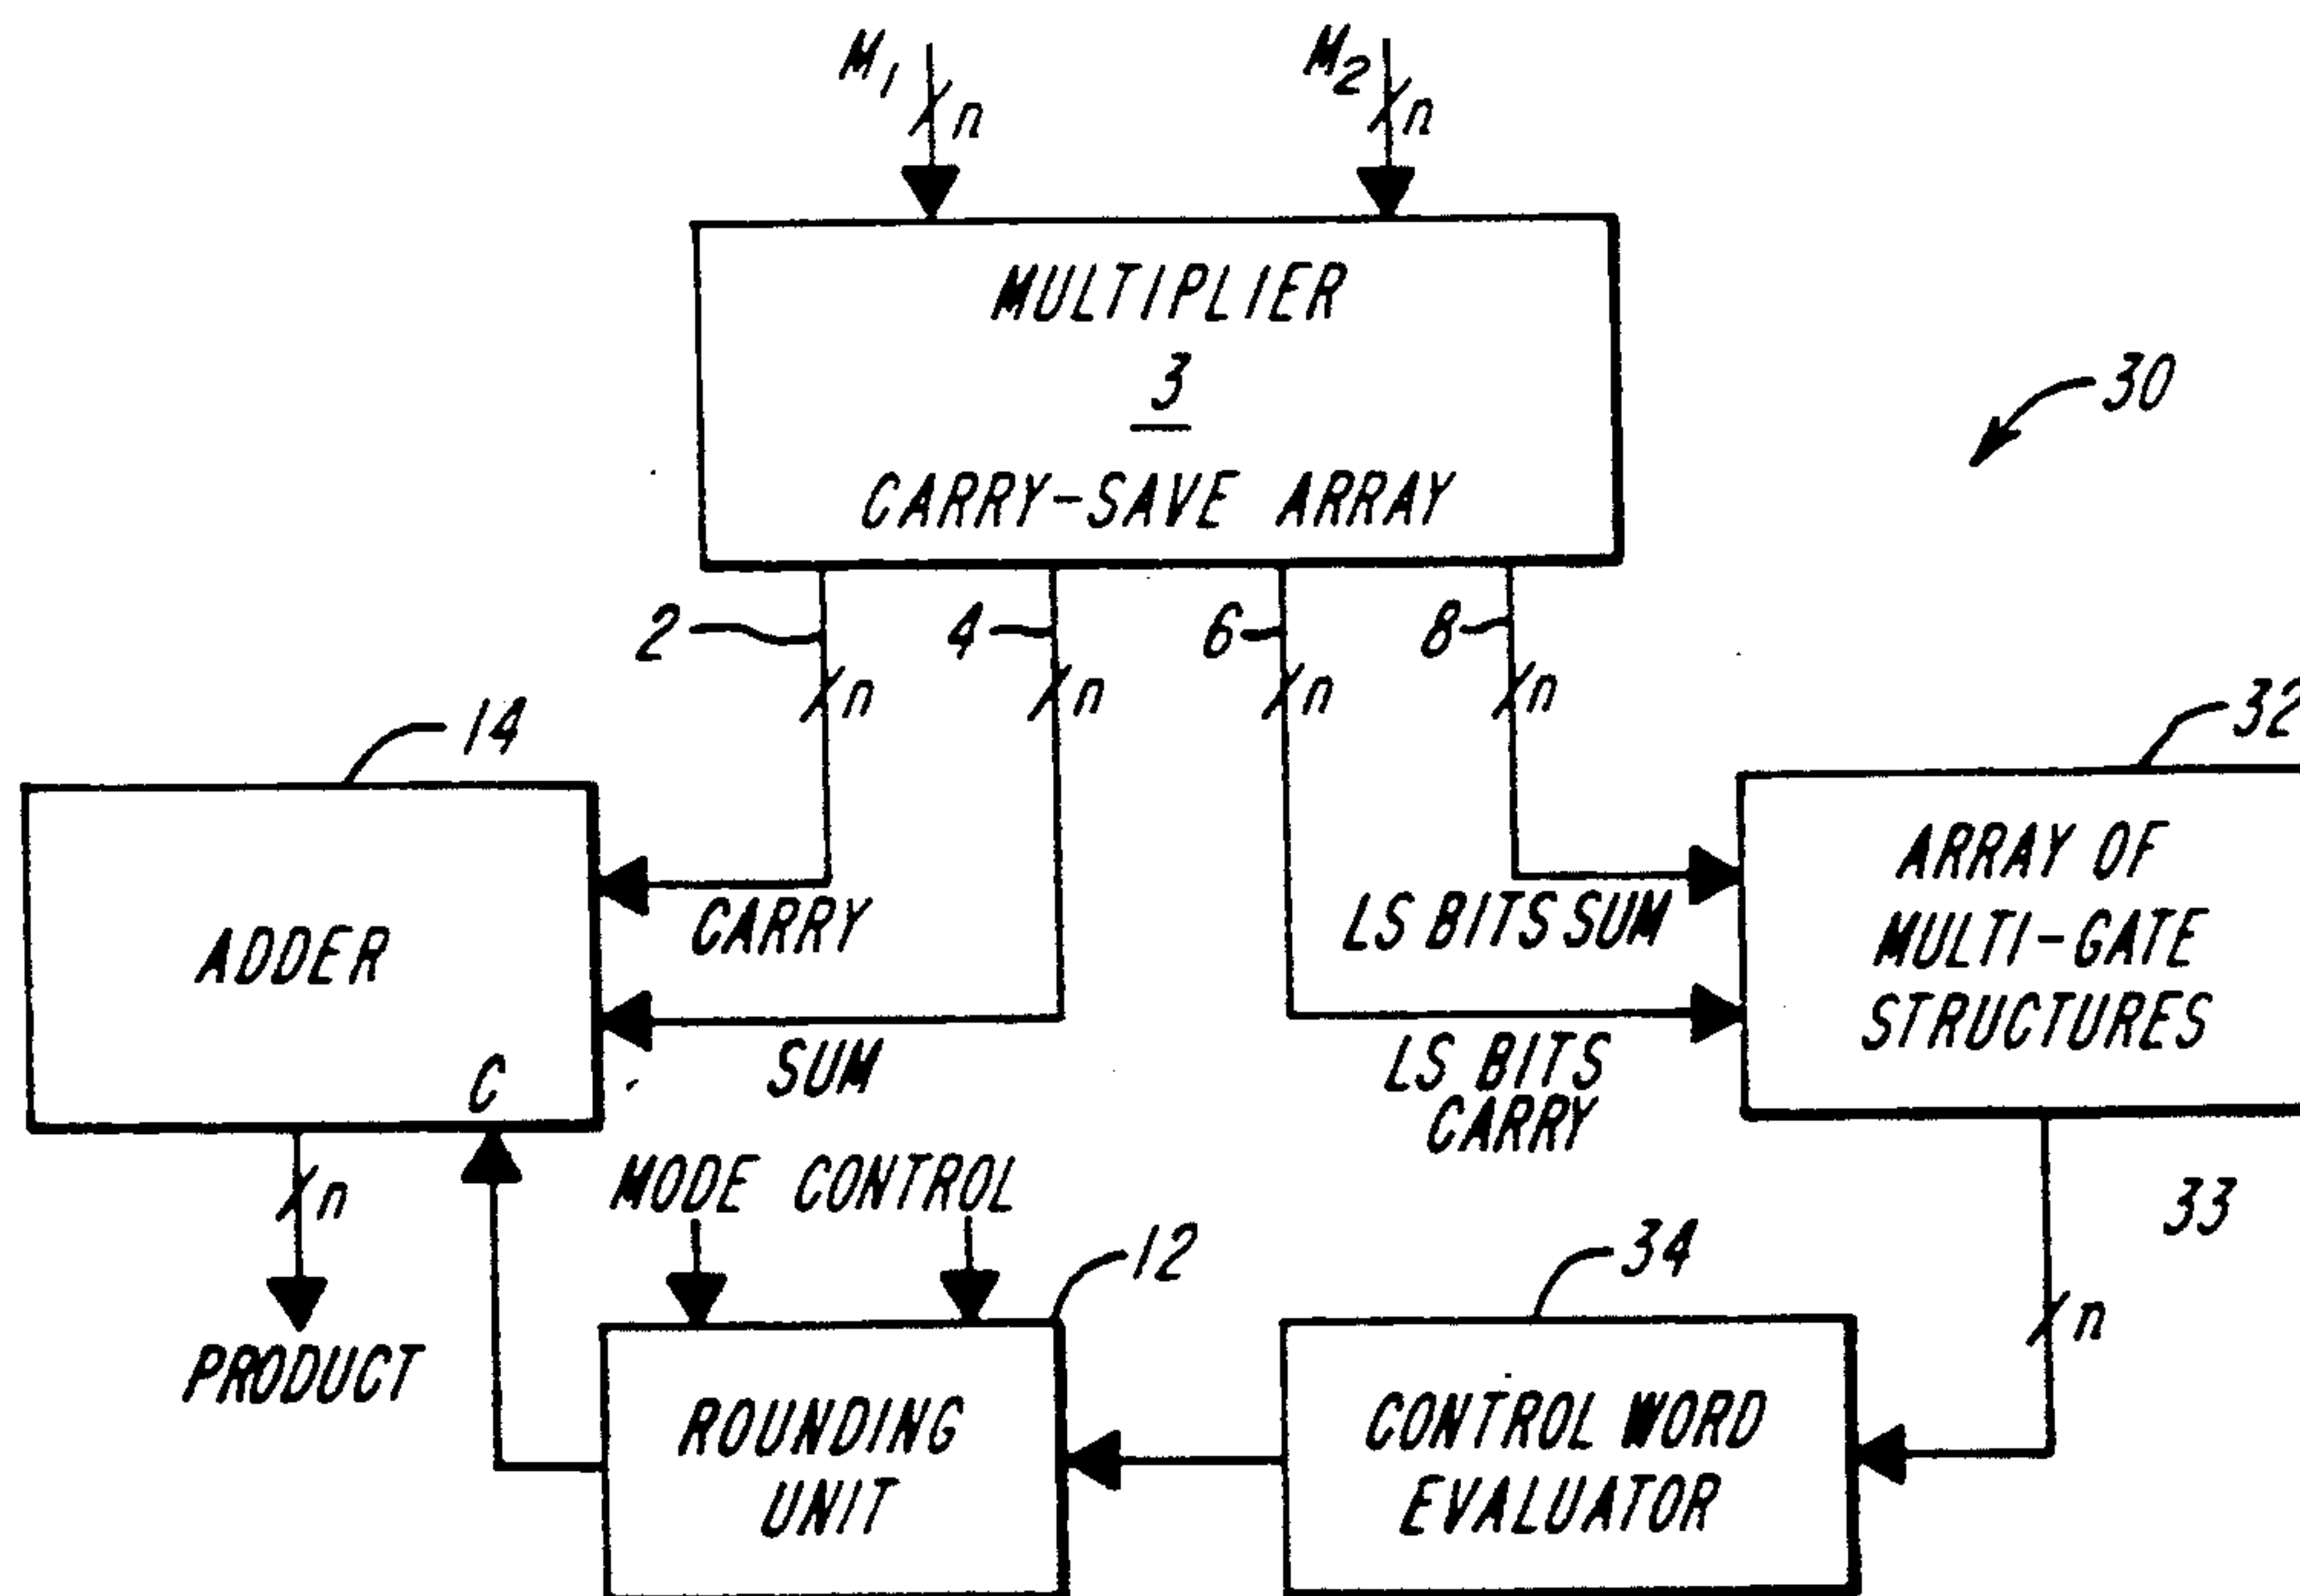 M1 n
M2 n
MULTIPLIER
3
CARRY-SAVE ARRAY
30
2
4
6
8
n
n
n
n
14
32
ADDER
C
CARRY
SUM
LS BITS SUM
LS BITS
CARRY
ARRAY OF
MULTI-GATE
STRUCTURES
n
PRODUCT
MODE CONTROL
12
34
33
n
ROUNDING
UNIT
CONTROL WORD
EVALUATOR